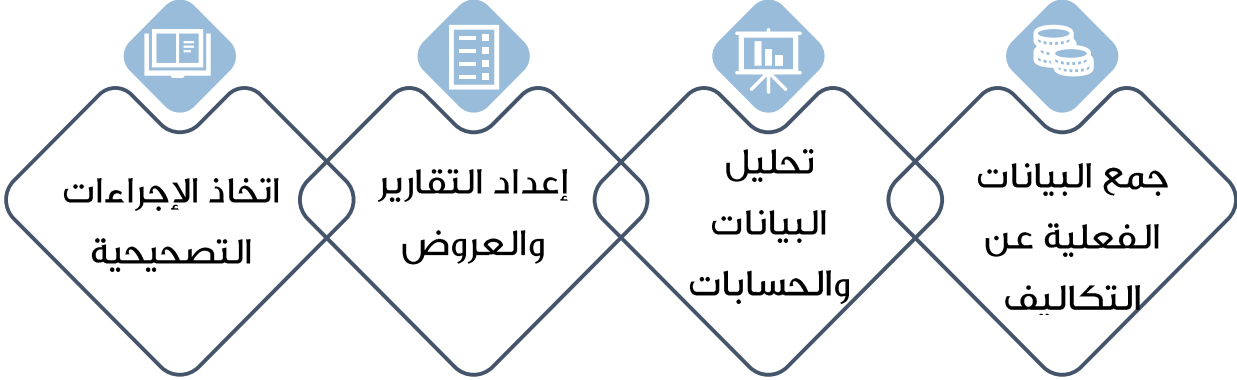 جمع البيانات
الفعلية عن
التكاليف
تحليل
البيانات
والحسابات
إعداد التقارير
والعروض
اتخاذ الإجراءات
التصحيحية